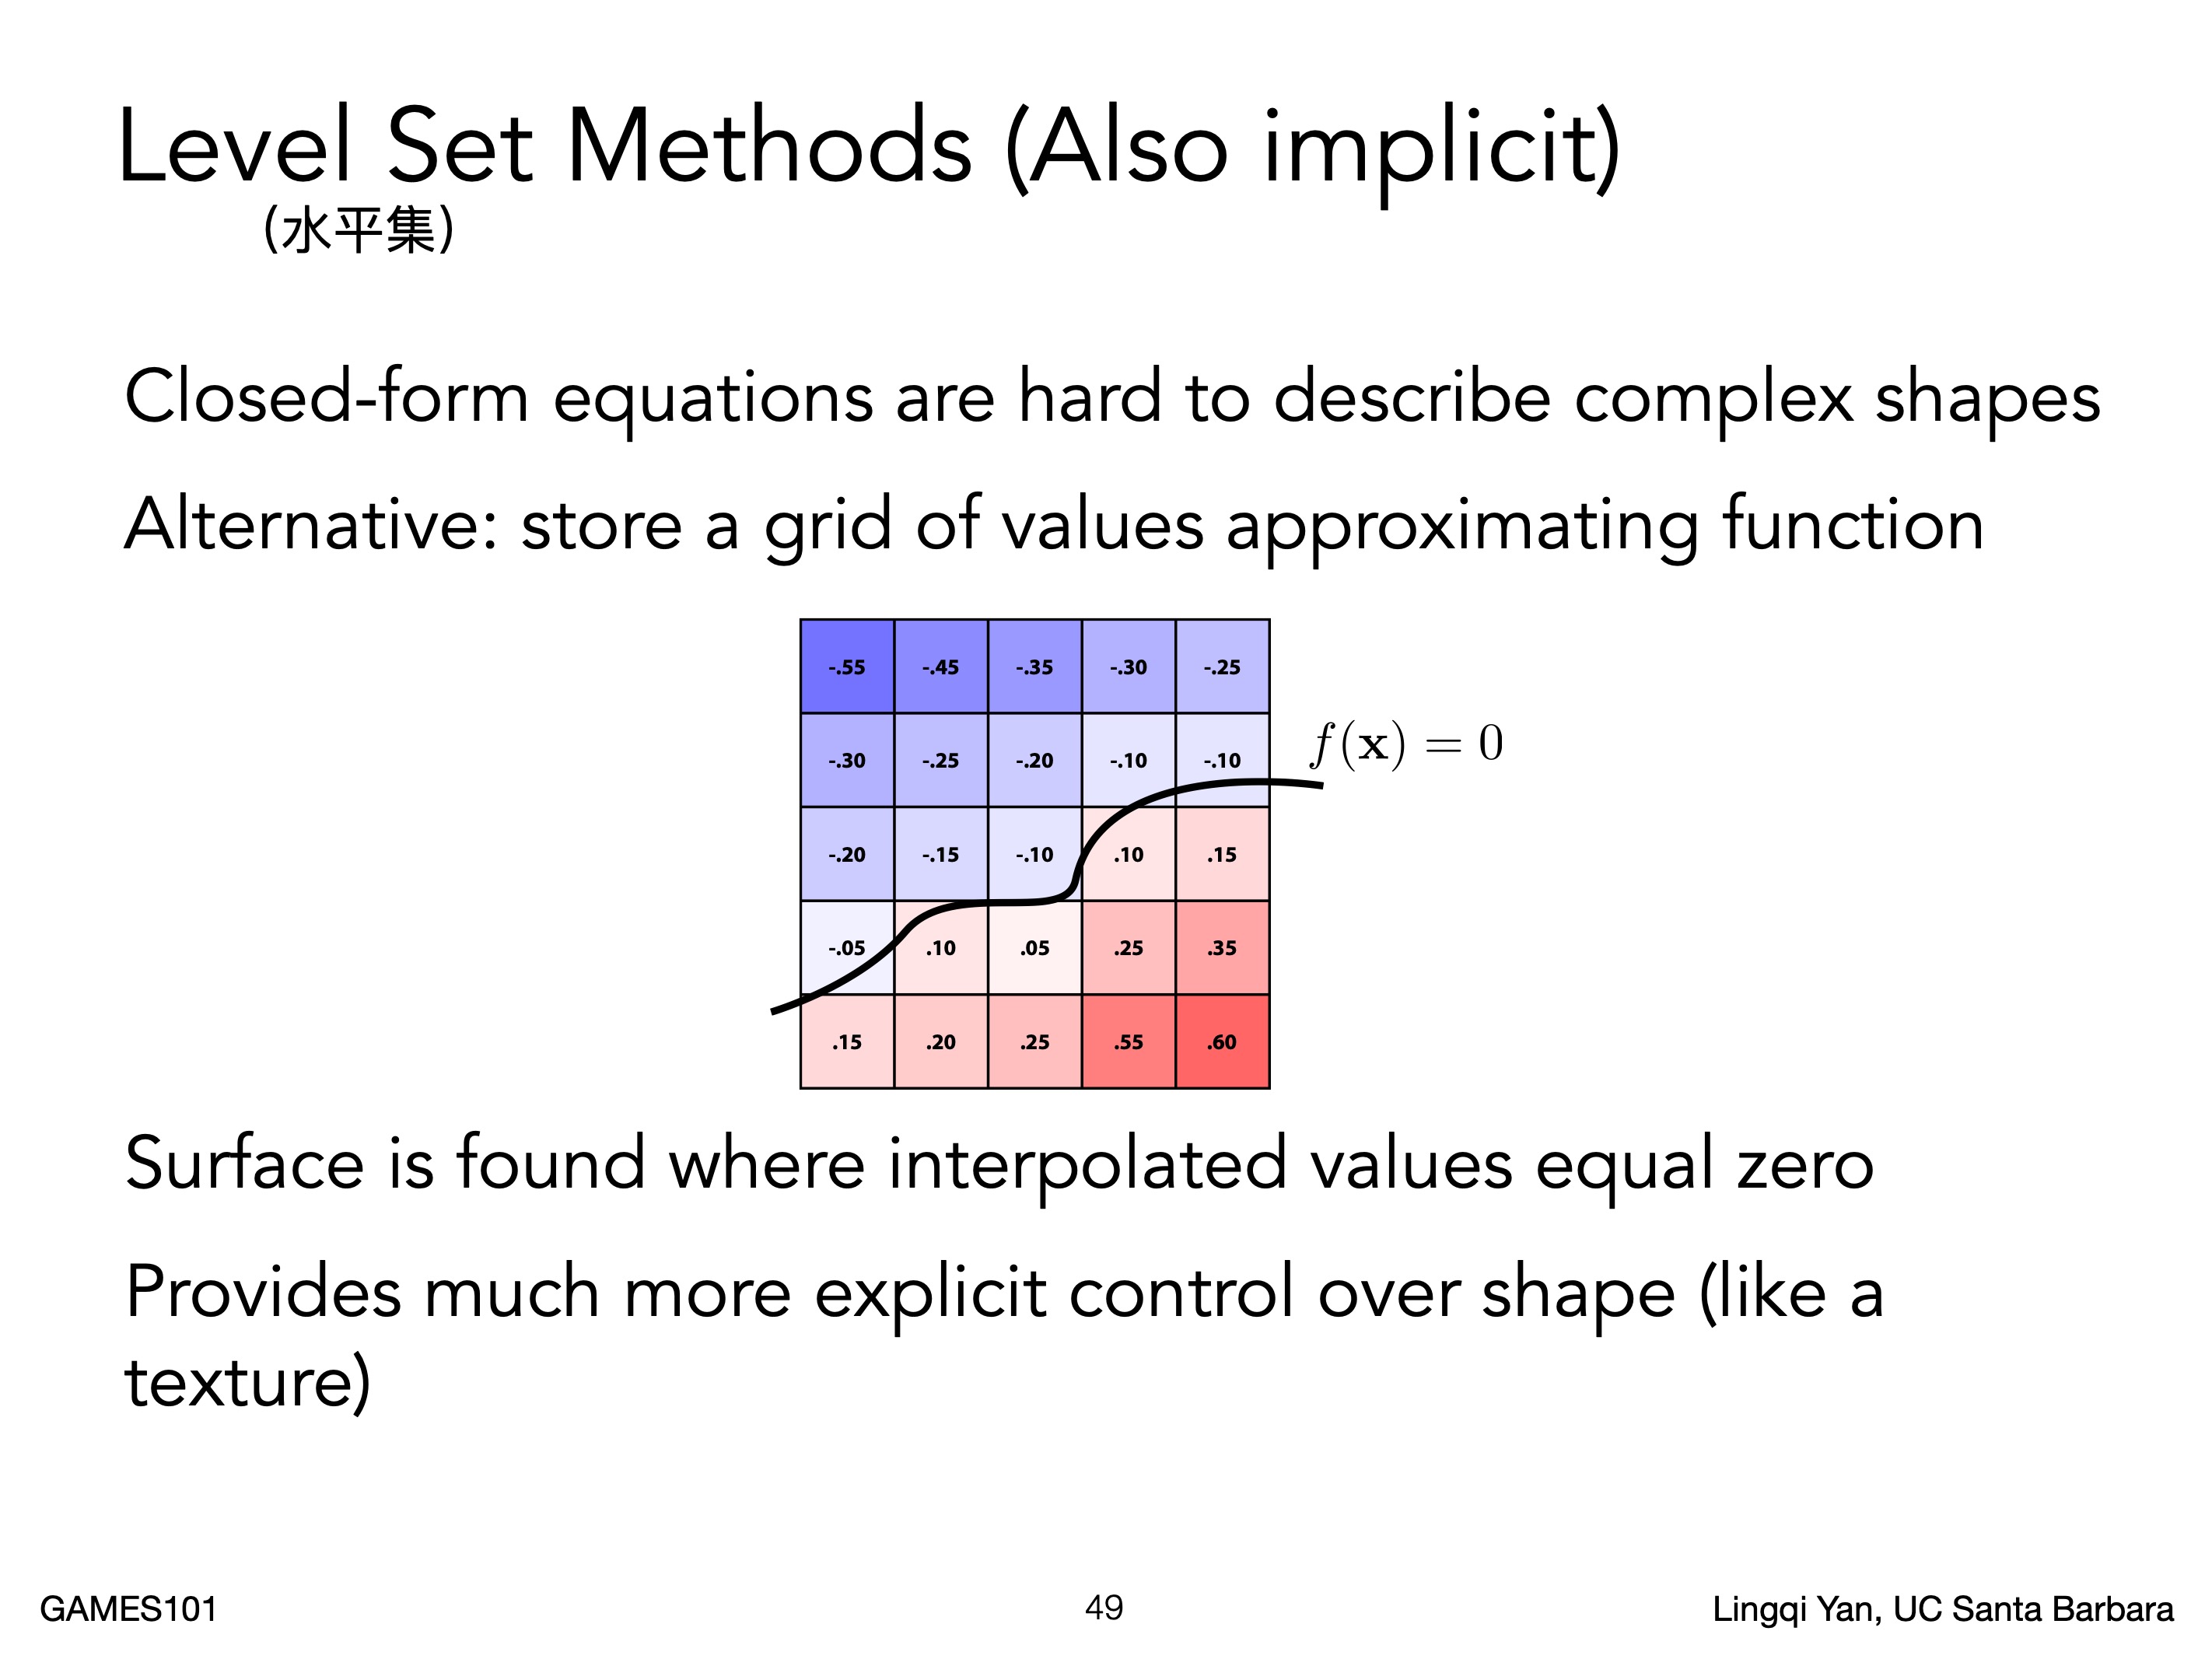 Level Set Methods (Also implicit)
(水平集)
Closed-form equations are hard to describe complex shapes
Alternative: store a grid of values approximating function
-.55 -.45 -.35 -.30 -.25
-.30 -.25 -.20 -.10 -.10
f(x) = 0
-.20 -.15 -.10 .10 .15
-.05 .10 .05 .25 .35
.15 .20 .25 .55 .60
Surface is found where interpolated values equal zero
Provides much more explicit control over shape (like a
texture)
GAMES101
49
Lingqi Yan, UC Santa Barbara